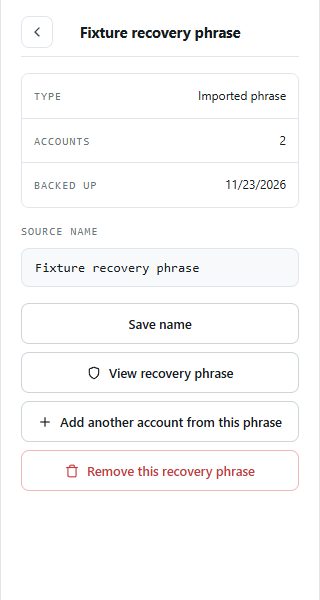 Fixture recovery phrase
TYPE Imported phrase
ACCOUNTS 2
BACKED UP 11/23/2026
SOURCE NAME
Fixture recovery phrase
Save name
View recovery phrase
Add another account from this phrase
Remove this recovery phrase